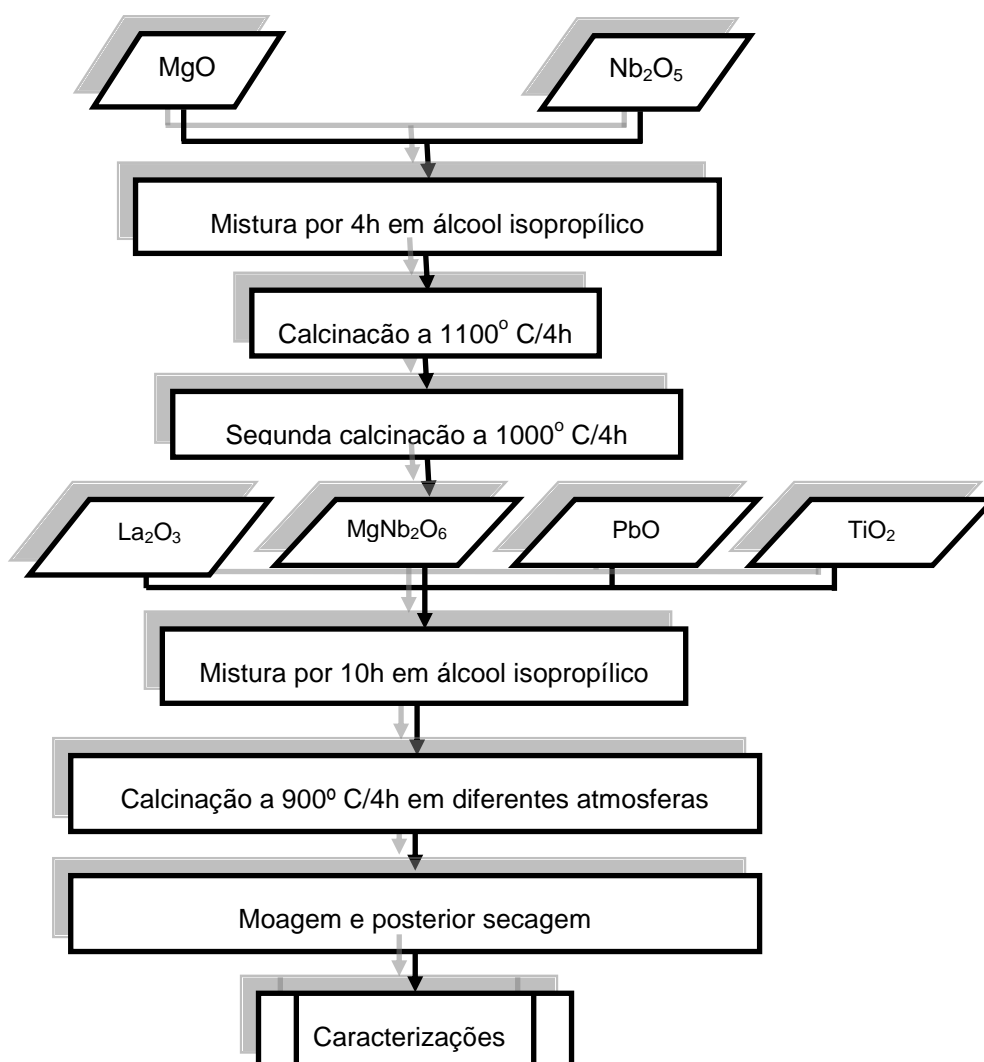 MgO
Nb₂O₅
Mistura por 4h em álcool isopropílico
Calcinacão a 1100° C/4h
Segunda calcinação a 1000° C/4h
La₂O₃
MgNb₂O₆
PbO
TiO₂
Mistura por 10h em álcool isopropílico
Calcinação a 900º C/4h em diferentes atmosferas
Moagem e posterior secagem
Caracterizações